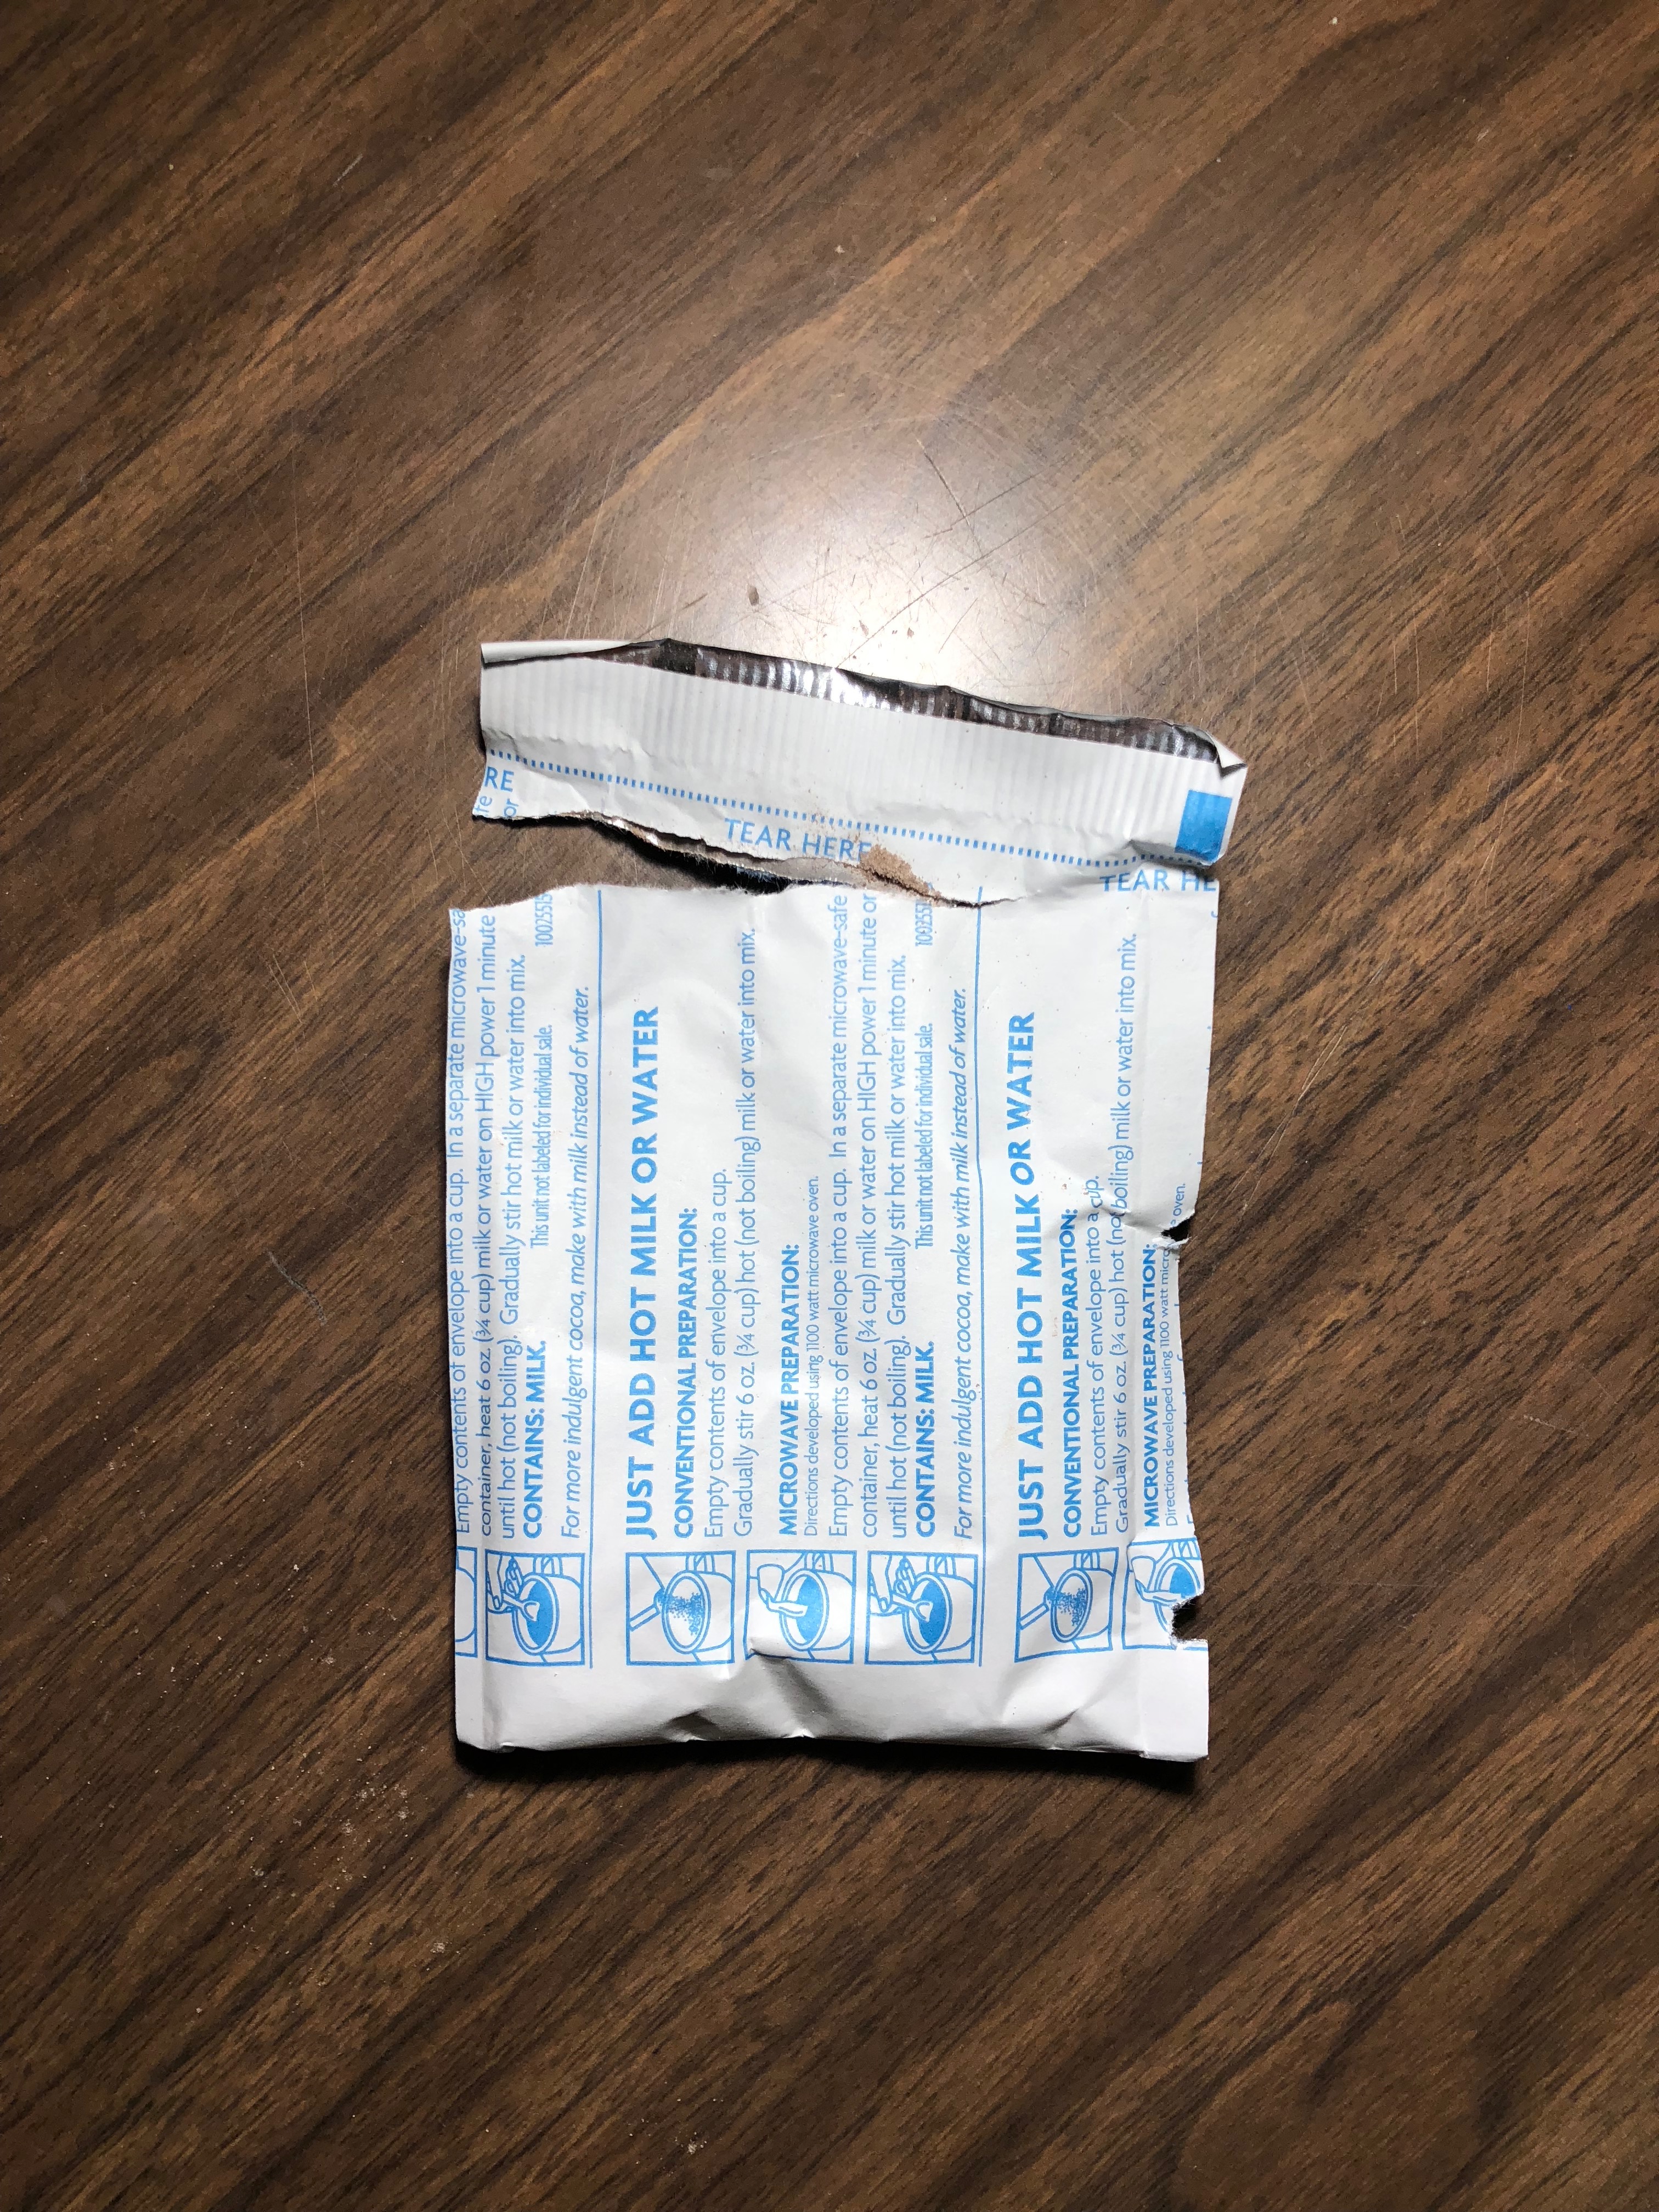 RE
fe
or
TEAR HERE
TEAR HE
Empty contents of envelope into a cup. In a separate microwave-sa
container, heat 6 oz. (¾ cup) milk or water on HIGH power 1 minute
until hot (not boiling). Gradually stir hot milk or water into mix.
CONTAINS: MILK. This unit not labeled for individual sale. 1002551
For more indulgent cocoa, make with milk instead of water.
JUST ADD HOT MILK OR WATER
CONVENTIONAL PREPARATION:
Empty contents of envelope into a cup.
Gradually stir 6 oz. (¾ cup) hot (not boiling) milk or water into mix.
MICROWAVE PREPARATION:
Directions developed using 1100 watt microwave oven.
Empty contents of envelope into a cup. In a separate microwave-safe
container, heat 6 oz. (¾ cup) milk or water on HIGH power 1 minute or
until hot (not boiling). Gradually stir hot milk or water into mix.
CONTAINS: MILK. This unit not labeled for individual sale. 100255
For more indulgent cocoa, make with milk instead of water.
JUST ADD HOT MILK OR WATER
CONVENTIONAL PREPARATION:
Empty contents of envelope into a cup.
Gradually stir 6 oz. (¾ cup) hot (not boiling) milk or water into mix.
MICROWAVE PREPARATION:
Directions developed using 1100 watt micro oven.